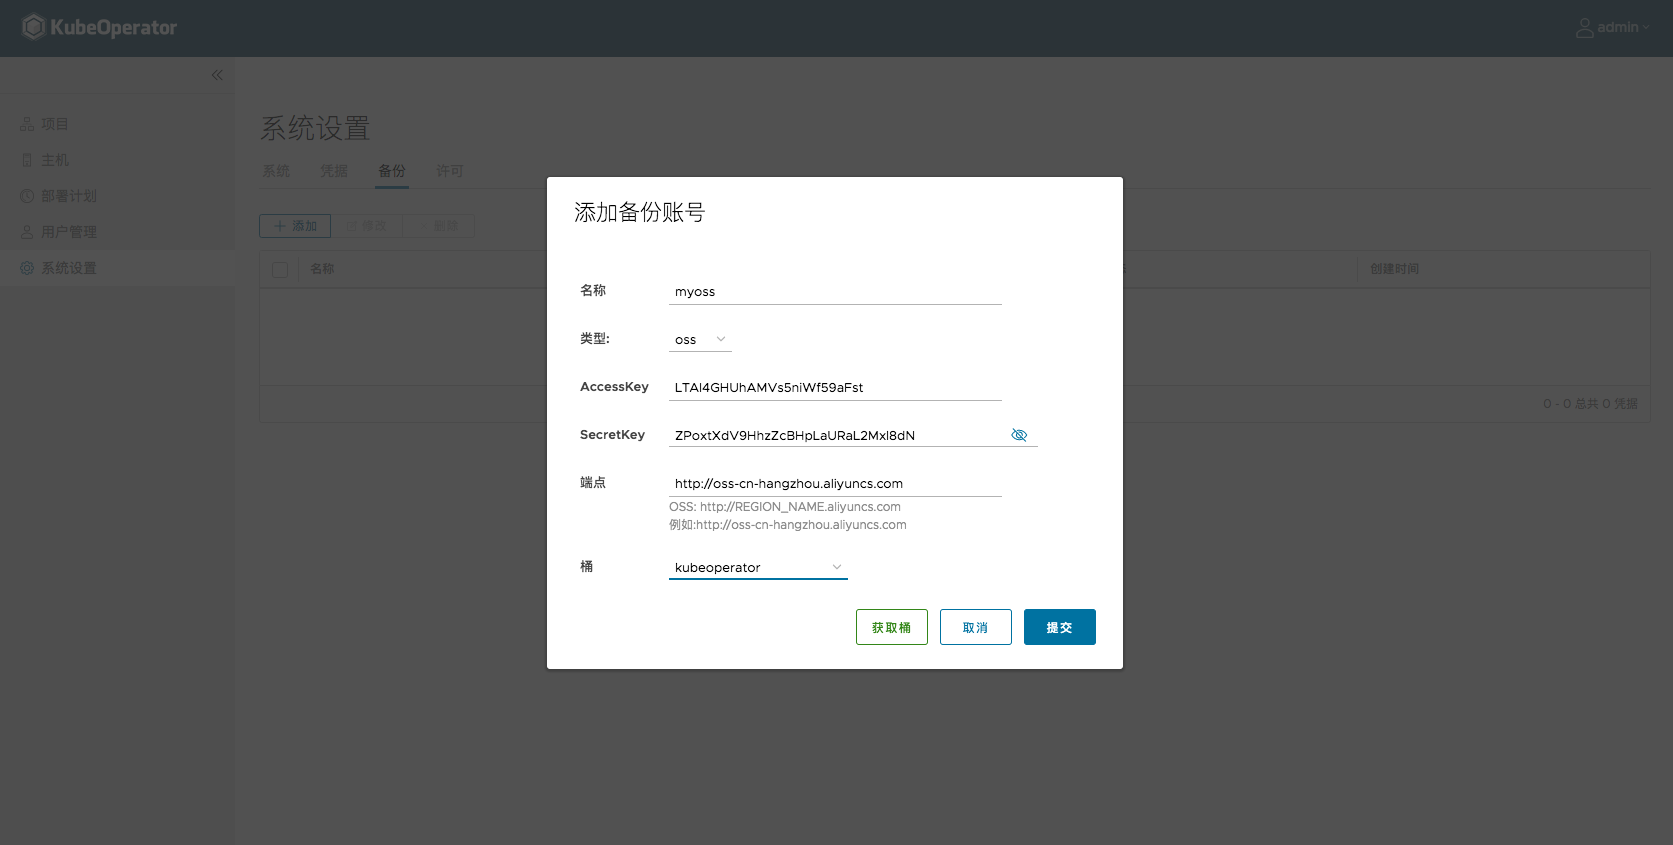 KubeOperator
admin
项目
主机
部署计划
用户管理
系统设置
系统设置
系统 凭据 备份 许可
添加 修改 删除
名称 创建时间
0 - 0 总共 0 凭据
添加备份账号
名称 myoss
类型: oss
AccessKey LTAI4GHUhAMVs5niWf59aFst
SecretKey ZPoxtXdV9HhzZcBHpLaURaL2Mxl8dN
端点 http://oss-cn-hangzhou.aliyuncs.com
OSS: http://REGION_NAME.aliyuncs.com
例如:http://oss-cn-hangzhou.aliyuncs.com
桶 kubeoperator
获取桶 取消 提交